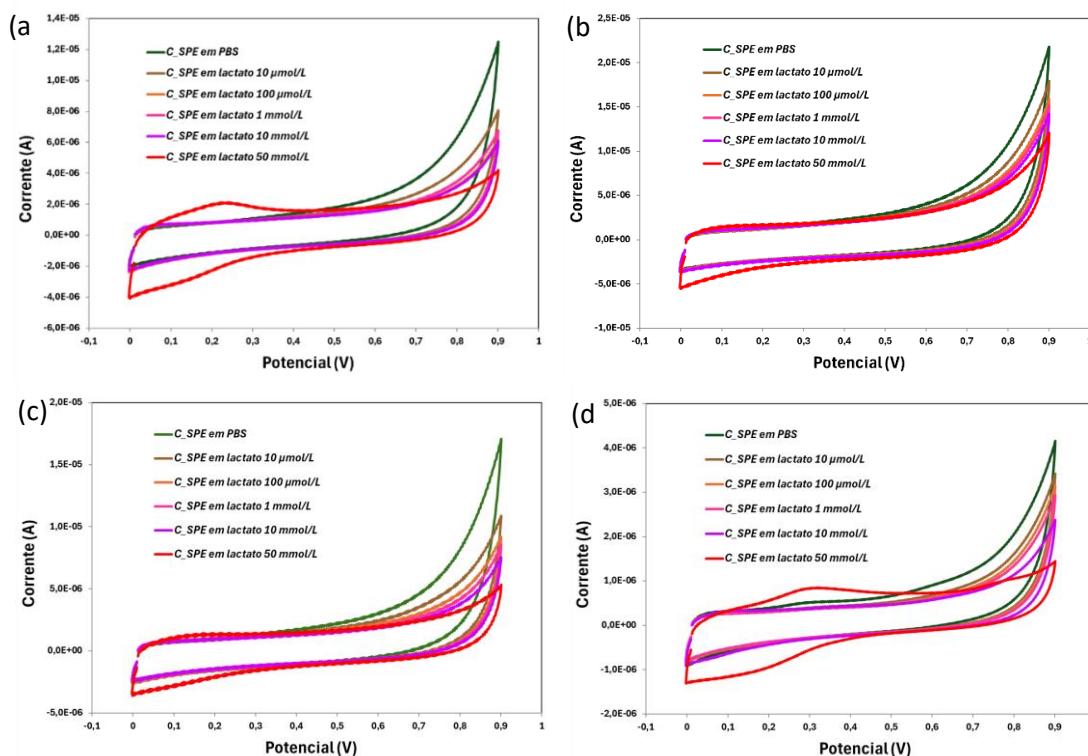 (a
1,4E-05
1,2E-05
1,0E-05
8,0E-06
6,0E-06
4,0E-06
2,0E-06
0,0E+00
-2,0E-06
-4,0E-06
-6,0E-06
Corrente (A)
C_SPE em PBS
C_SPE em lactato 10 µmol/L
C_SPE em lactato 100 µmol/L
C_SPE em lactato 1 mmol/L
C_SPE em lactato 10 mmol/L
C_SPE em lactato 50 mmol/L
-0,1 0 0,1 0,2 0,3 0,4 0,5 0,6 0,7 0,8 0,9 1
Potencial (V)
(b
2,5E-05
2,0E-05
1,5E-05
1,0E-05
5,0E-06
0,0E+00
-5,0E-06
-1,0E-05
Corrente (A)
C_SPE em PBS
C_SPE em lactato 10 µmol/L
C_SPE em lactato 100 µmol/L
C_SPE em lactato 1 mmol/L
C_SPE em lactato 10 mmol/L
C_SPE em lactato 50 mmol/L
-0,1 0 0,1 0,2 0,3 0,4 0,5 0,6 0,7 0,8 0,9 1
Potencial (V)
(c)
2,0E-05
1,5E-05
1,0E-05
5,0E-06
0,0E+00
-5,0E-06
Corrente (A)
C_SPE em PBS
C_SPE em lactato 10 µmol/L
C_SPE em lactato 100 µmol/L
C_SPE em lactato 1 mmol/L
C_SPE em lactato 10 mmol/L
C_SPE em lactato 50 mmol/L
-0,1 0 0,1 0,2 0,3 0,4 0,5 0,6 0,7 0,8 0,9 1
Potencial (V)
(d)
5,0E-06
4,0E-06
3,0E-06
2,0E-06
1,0E-06
0,0E+00
-1,0E-06
-2,0E-06
Corrente (A)
C_SPE em PBS
C_SPE em lactato 10 µmol/L
C_SPE em lactato 100 µmol/L
C_SPE em lactato 1 mmol/L
C_SPE em lactato 10 mmol/L
C_SPE em lactato 50 mmol/L
-0,1 0 0,1 0,2 0,3 0,4 0,5 0,6 0,7 0,8 0,9 1
Potencial (V)